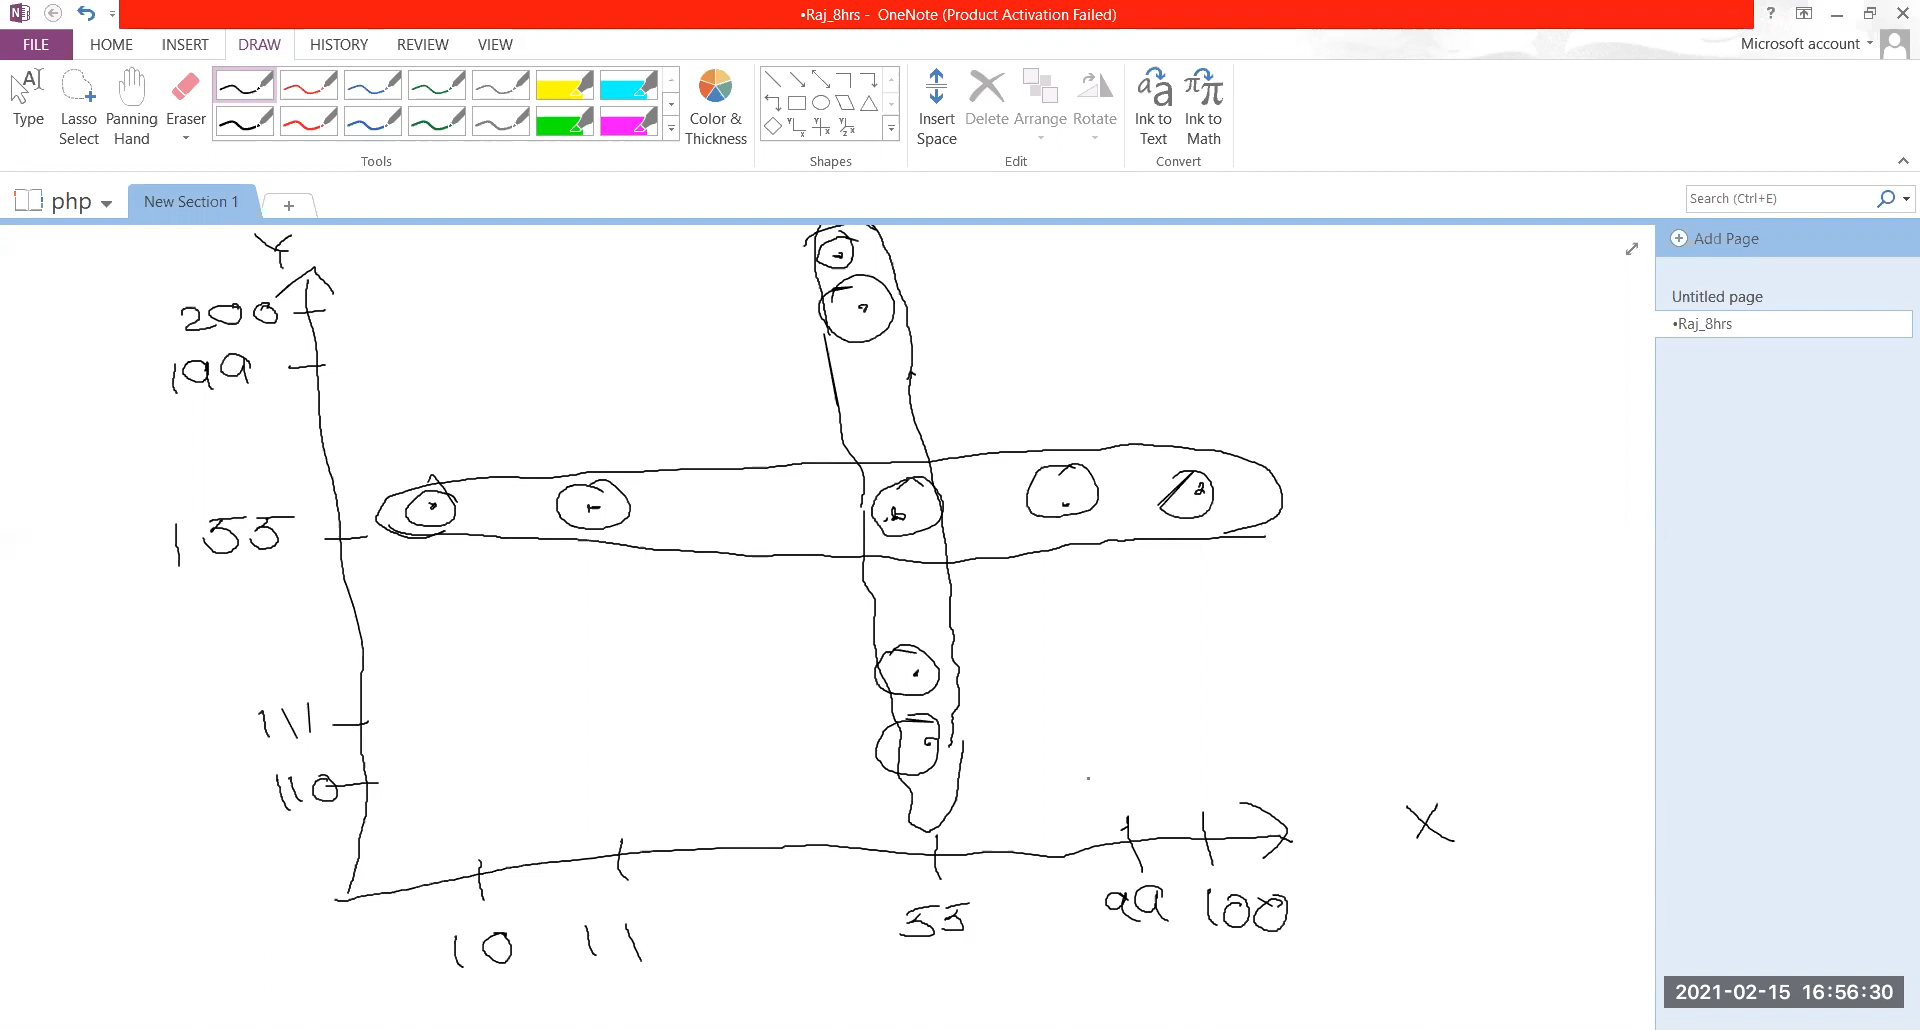 •Raj_8hrs - OneNote (Product Activation Failed)
?
FILE HOME INSERT DRAW HISTORY REVIEW VIEW
Microsoft account
Type
Lasso Select
Panning Hand
Eraser
Color & Thickness
Insert Space
Delete
Arrange
Rotate
Ink to Text
Ink to Math
Tools
Shapes
Edit
Convert
php
New Section 1
+
Search (Ctrl+E)
Add Page
Untitled page
•Raj_8hrs
Y
200
199
155
111
110
X
10 11 55 99 100
2021-02-15 16:56:30